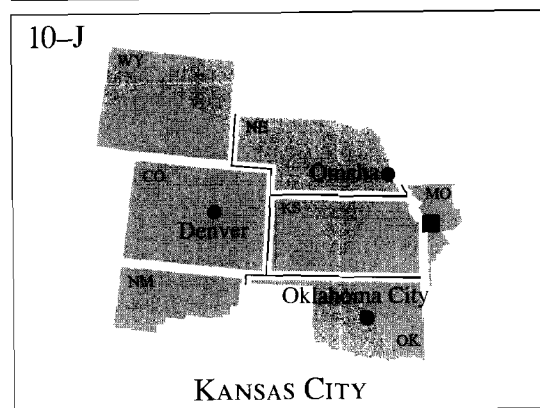 10–J
WY
NE
Omaha
CO
MO
KS
Denver
NM
Oklahoma City
OK
KANSAS CITY